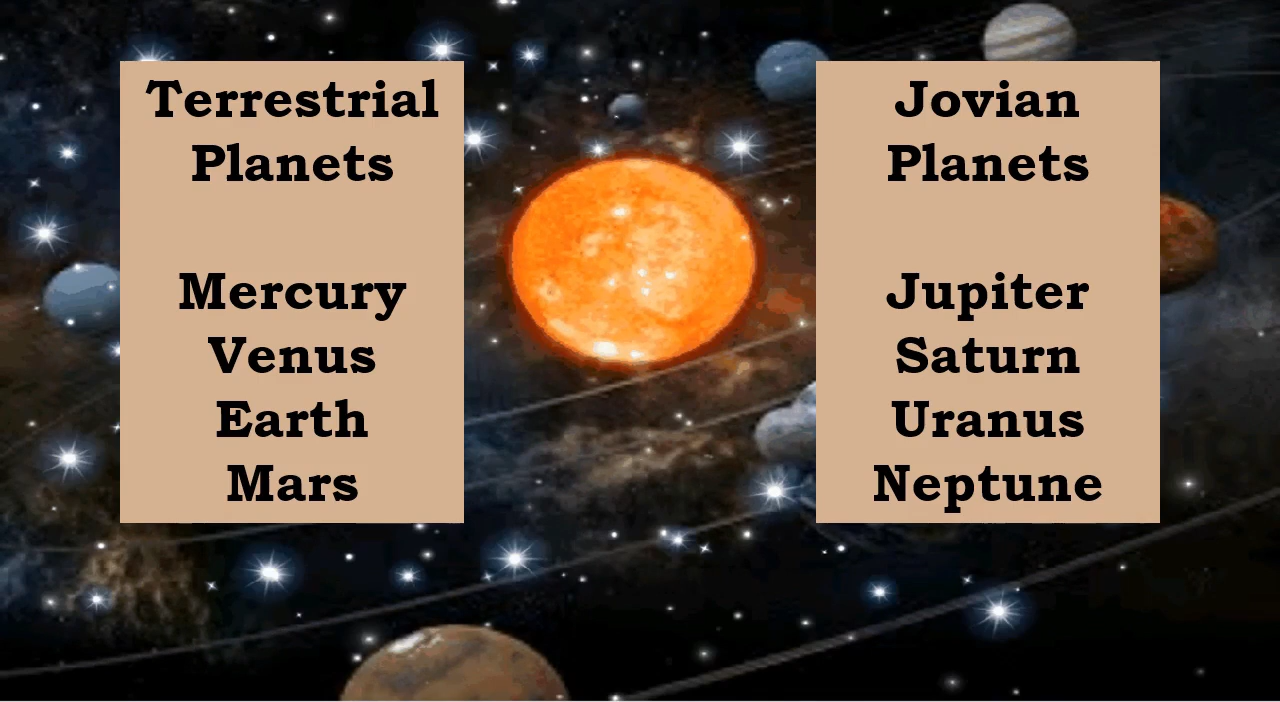 Terrestrial
Planets
Mercury
Venus
Earth
Mars
Jovian
Planets
Jupiter
Saturn
Uranus
Neptune